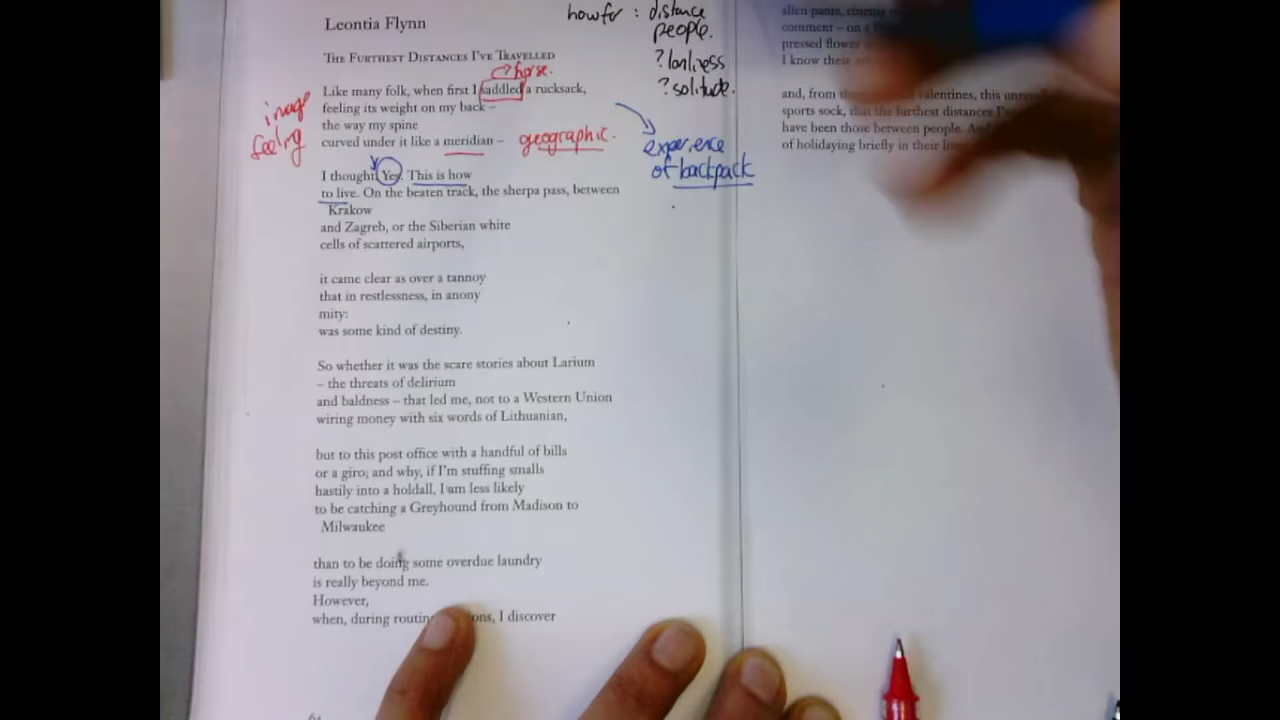 Leontia Flynn
how far : distance
people.
? lonliness
? solitude.
THE FURTHEST DISTANCES I'VE TRAVELLED
horse.
Like many folk, when first I saddled a rucksack,
feeling its weight on my back –
the way my spine
curved under it like a meridian –
image
feeling
geographic.
experience
of backpack
I thought: Yes. This is how
to live. On the beaten track, the sherpa pass, between
Krakow
and Zagreb, or the Siberian white
cells of scattered airports,
it came clear as over a tannoy
that in restlessness, in anony
mity:
was some kind of destiny.
So whether it was the scare stories about Larium
– the threats of delirium
and baldness – that led me, not to a Western Union
wiring money with six words of Lithuanian,
but to this post office with a handful of bills
or a giro; and why, if I'm stuffing smalls
hastily into a holdall, I am less likely
to be catching a Greyhound from Madison to
Milwaukee
than to be doing some overdue laundry
is really beyond me.
However,
when, during routin ons, I discover
alien pants, cinema
comment – on a
pressed flower
I know these
and, from valentines, this
sports sock, that the furthest distances
have been those between people. And
of holidaying briefly in their